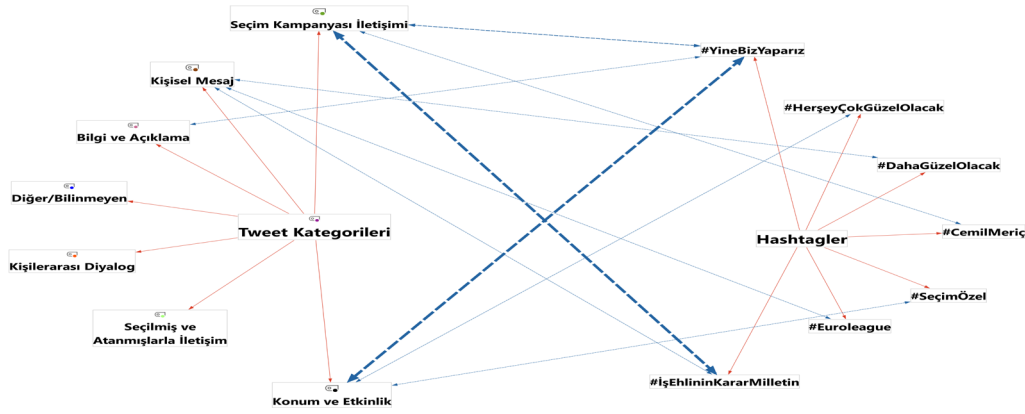 Seçim Kampanyası İletişimi
#YineBizYaparız
Kişisel Mesaj
#HerşeyÇokGüzelOlacak
Bilgi ve Açıklama
#DahaGüzelOlacak
Diğer/Bilinmeyen
Tweet Kategorileri
Hashtagler
#CemilMeriç
Kişilerarası Diyalog
#SeçimÖzel
Seçilmiş ve
Atanmışlarla İletişim
#Euroleague
#İşEhlininKararMilletin
Konum ve Etkinlik